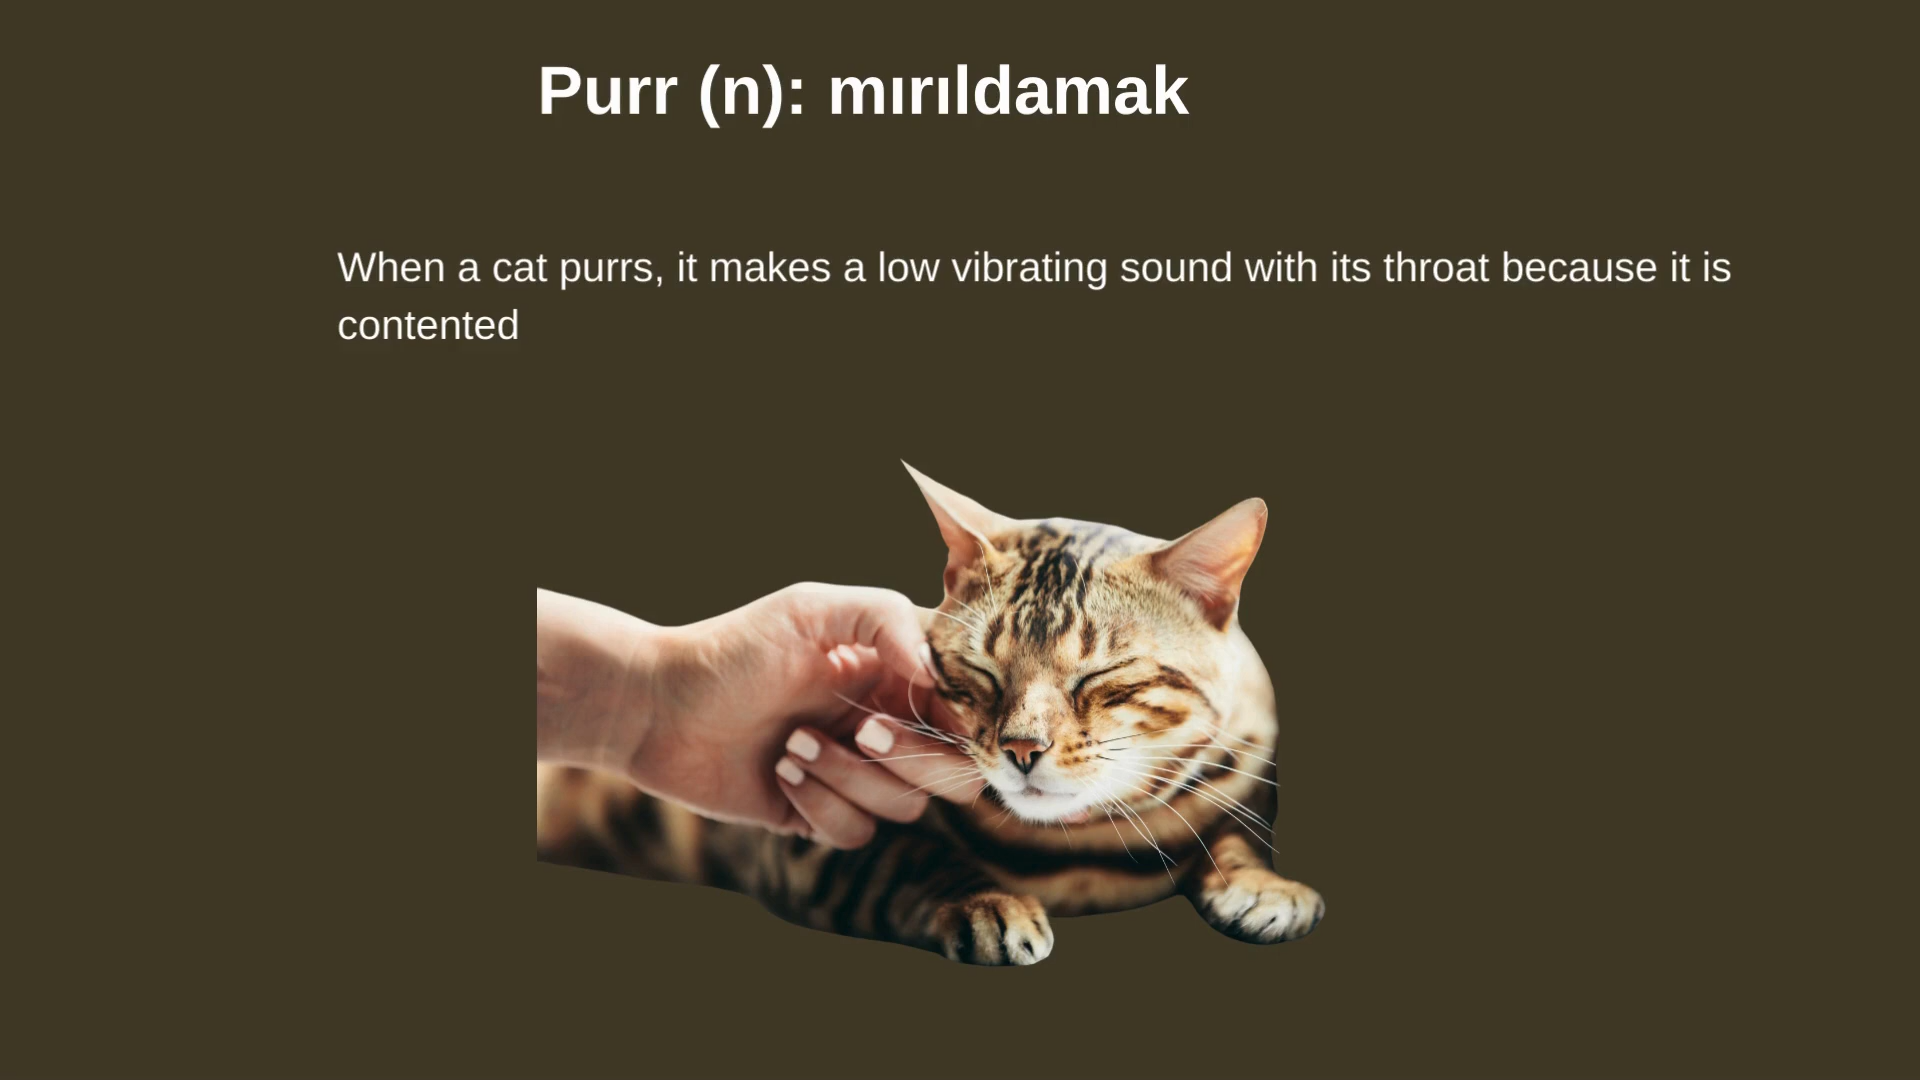 Purr (n): mırıldamak
When a cat purrs, it makes a low vibrating sound with its throat because it is
contented